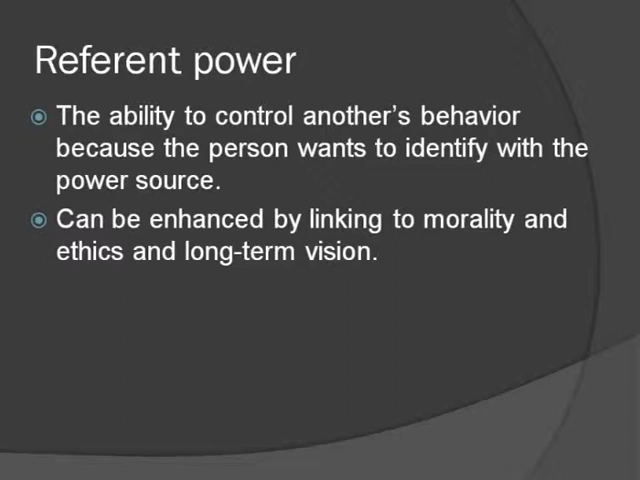 Referent power
The ability to control another’s behavior
because the person wants to identify with the
power source.
Can be enhanced by linking to morality and
ethics and long-term vision.